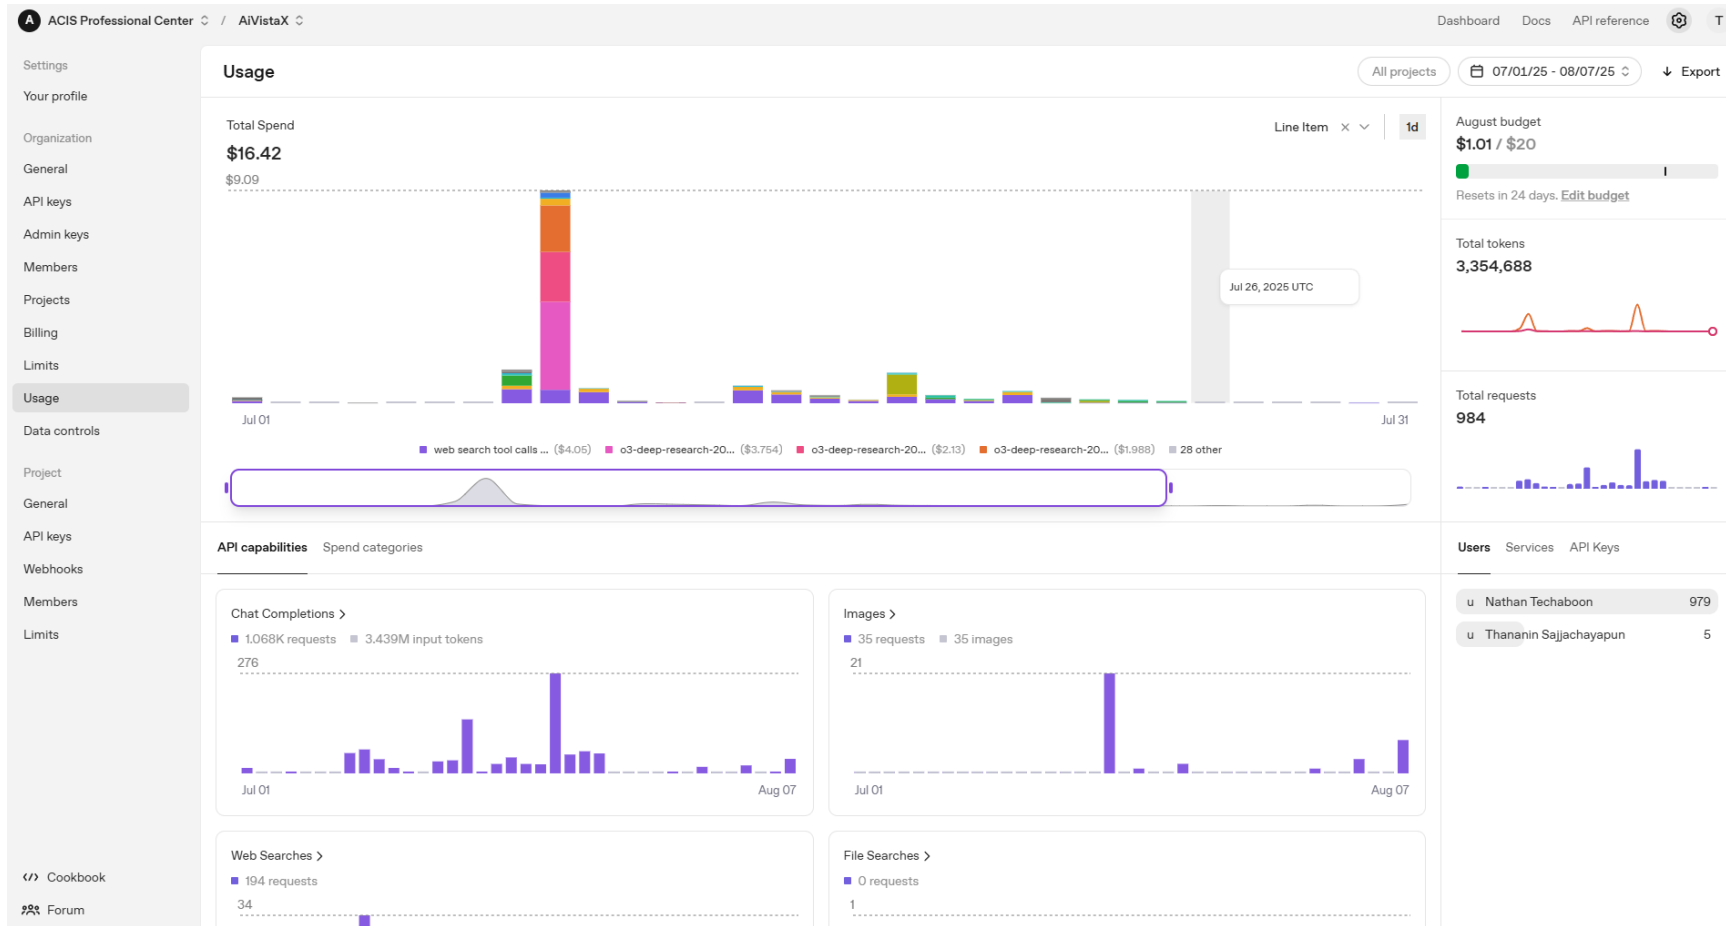 A ACIS Professional Center / AiVistaX
Dashboard Docs API reference T
Settings
Your profile
Organization
General
API keys
Admin keys
Members
Projects
Billing
Limits
Usage
Data controls
Project
General
API keys
Webhooks
Members
Limits
Cookbook
Forum
Usage
All projects 07/01/25 - 08/07/25 Export
Total Spend
Line Item 1d
$16.42
$9.09
Jul 26, 2025 UTC
Jul 01 Jul 31
web search tool calls ... ($4.05) o3-deep-research-20... ($3.754) o3-deep-research-20... ($2.13) o3-deep-research-20... ($1.988) 28 other
August budget
$1.01 / $20
Resets in 24 days. Edit budget
Total tokens
3,354,688
Total requests
984
API capabilities Spend categories
Chat Completions
1.068K requests 3.439M input tokens
276
Jul 01 Aug 07
Images
35 requests 35 images
21
Jul 01 Aug 07
Web Searches
194 requests
34
File Searches
0 requests
1
Users Services API Keys
u Nathan Techaboon 979
u Thananin Sajjachayapun 5